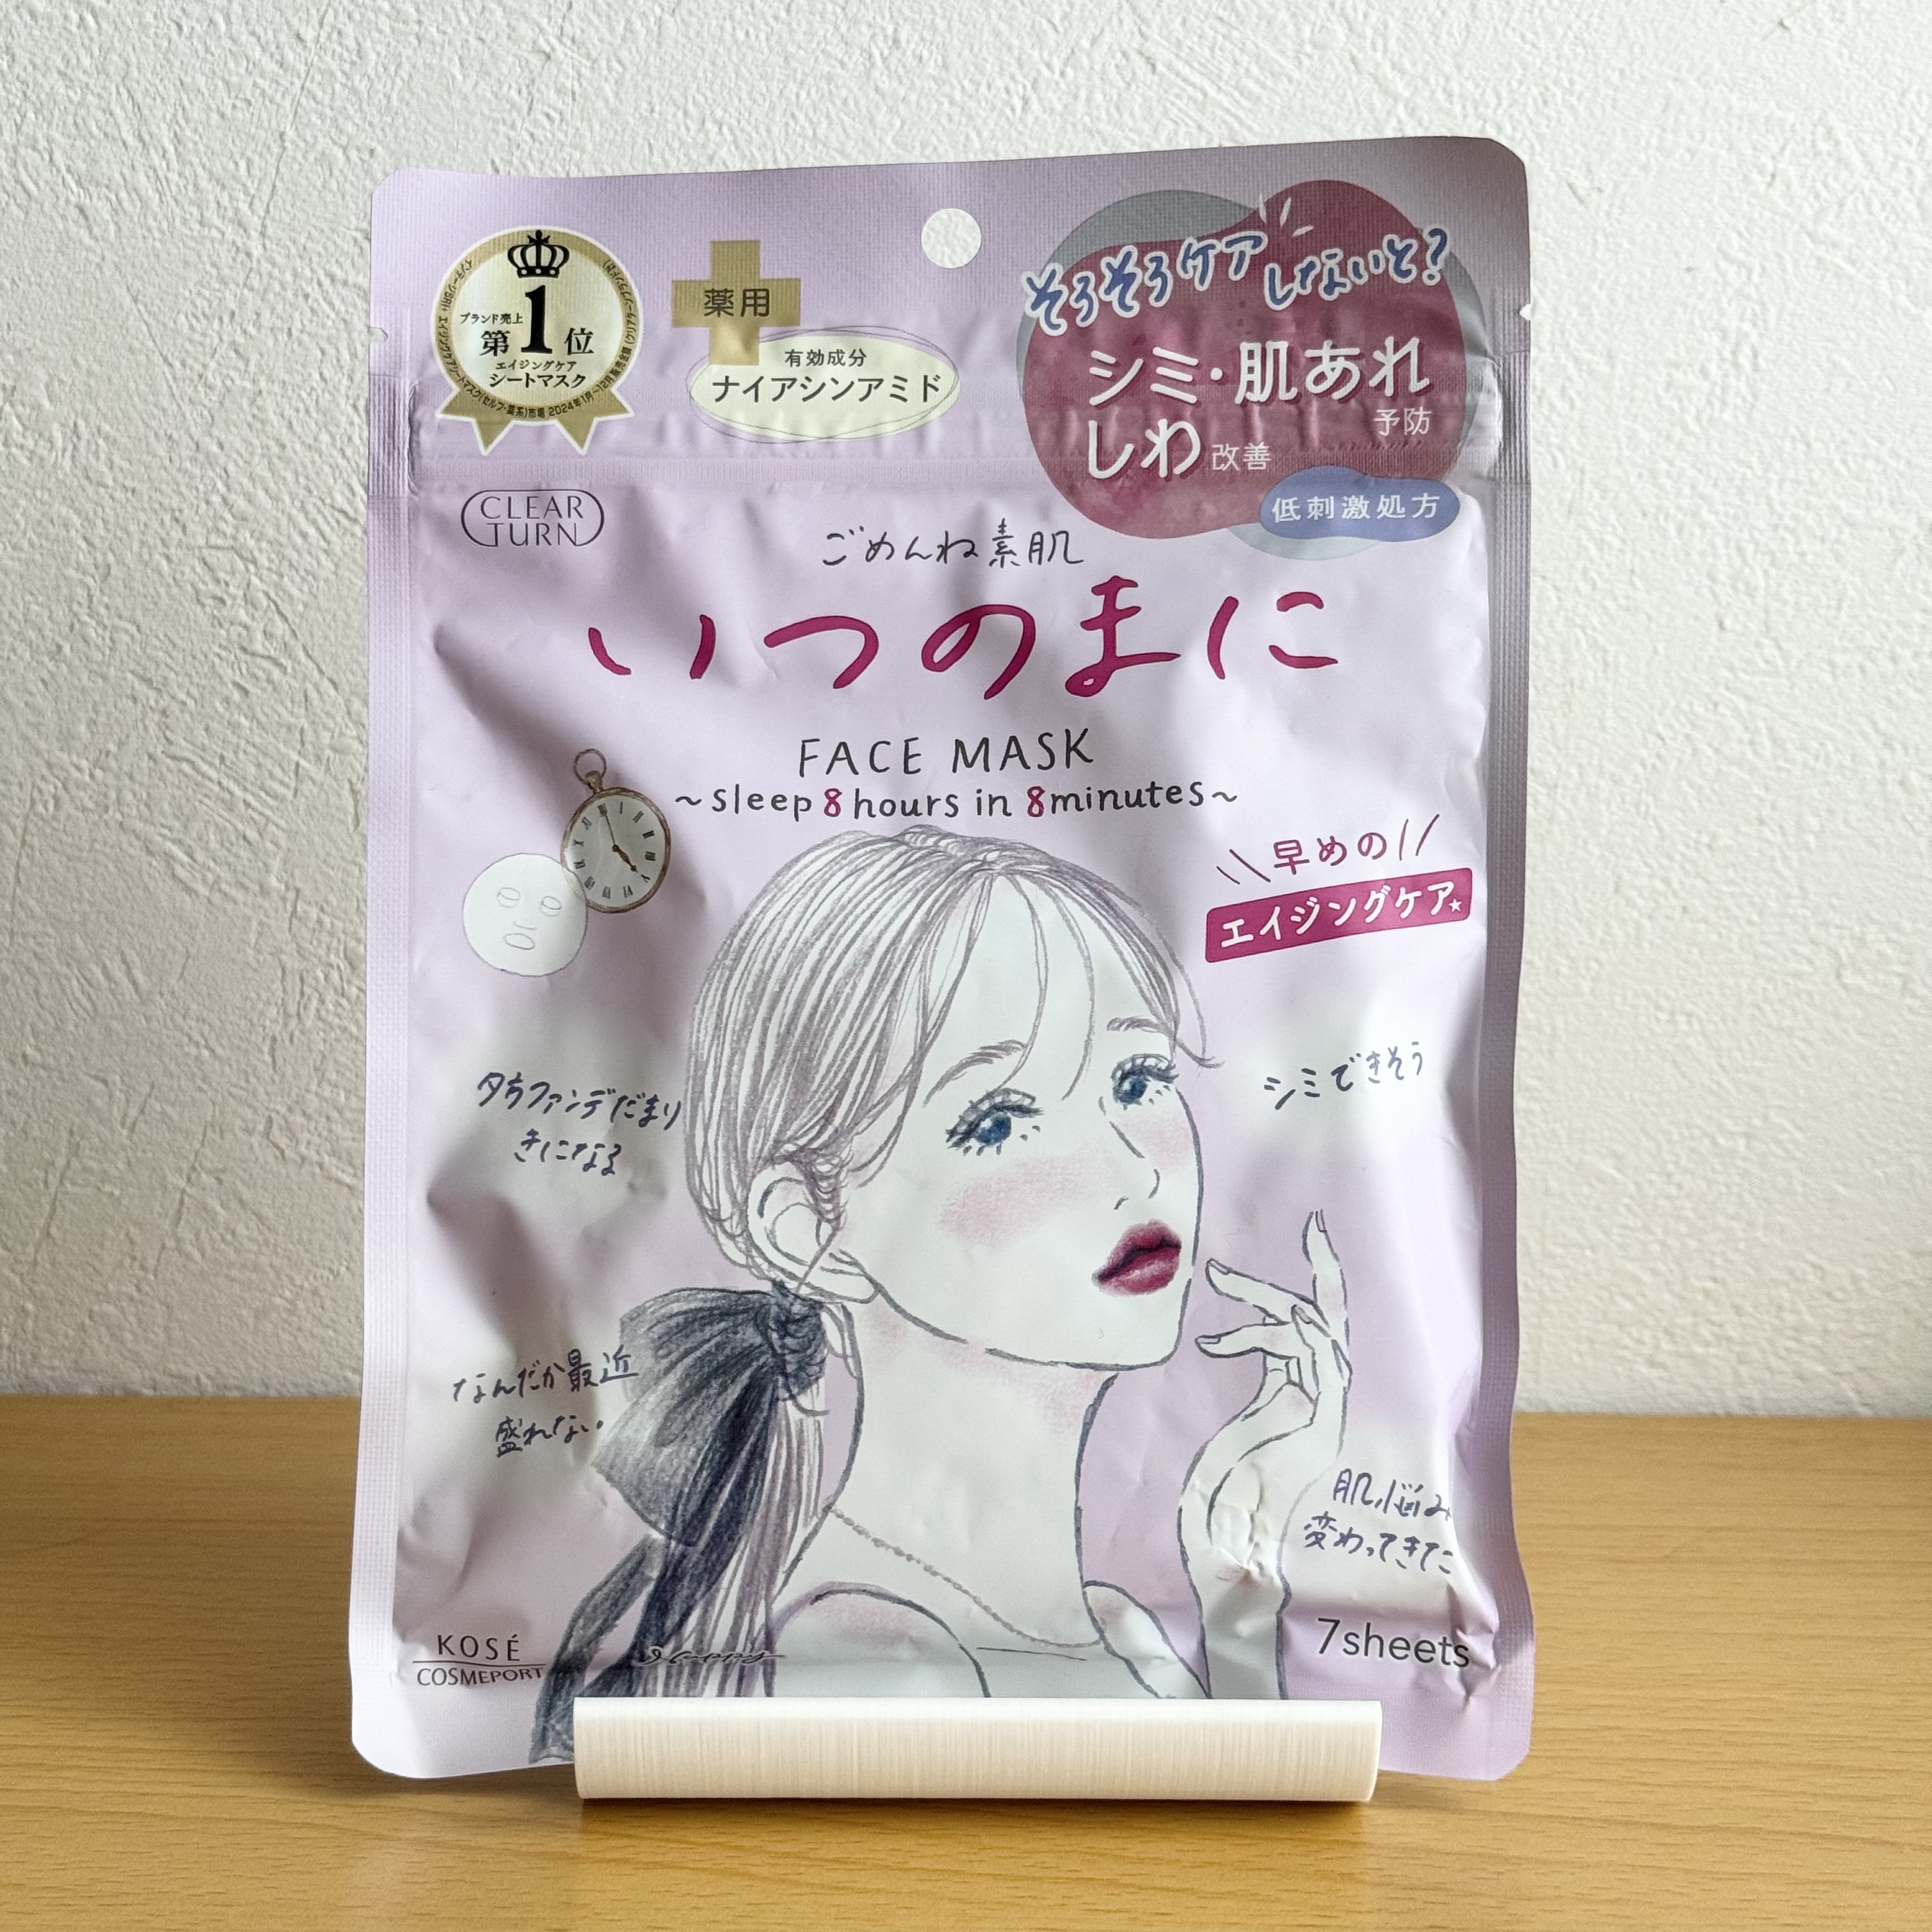 ブランド売上
第1位
エイジングケア
シートマスク
薬用
有効成分
ナイアシンアミド
そろそろケア
しないと?
シミ・肌あれ
予防
しわ改善
低刺激処方
CLEAR
TURN
ごめんね素肌
いつのまに
FACE MASK
~sleep 8 hours in 8 minutes~
早めの
エイジングケア★
夕方ファンデだまり
きになる
シミできそう
なんだか最近
盛れない
肌悩み
変わってきた
7sheets
KOSÉ
COSMEPORT